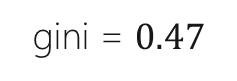 gini = 0.47